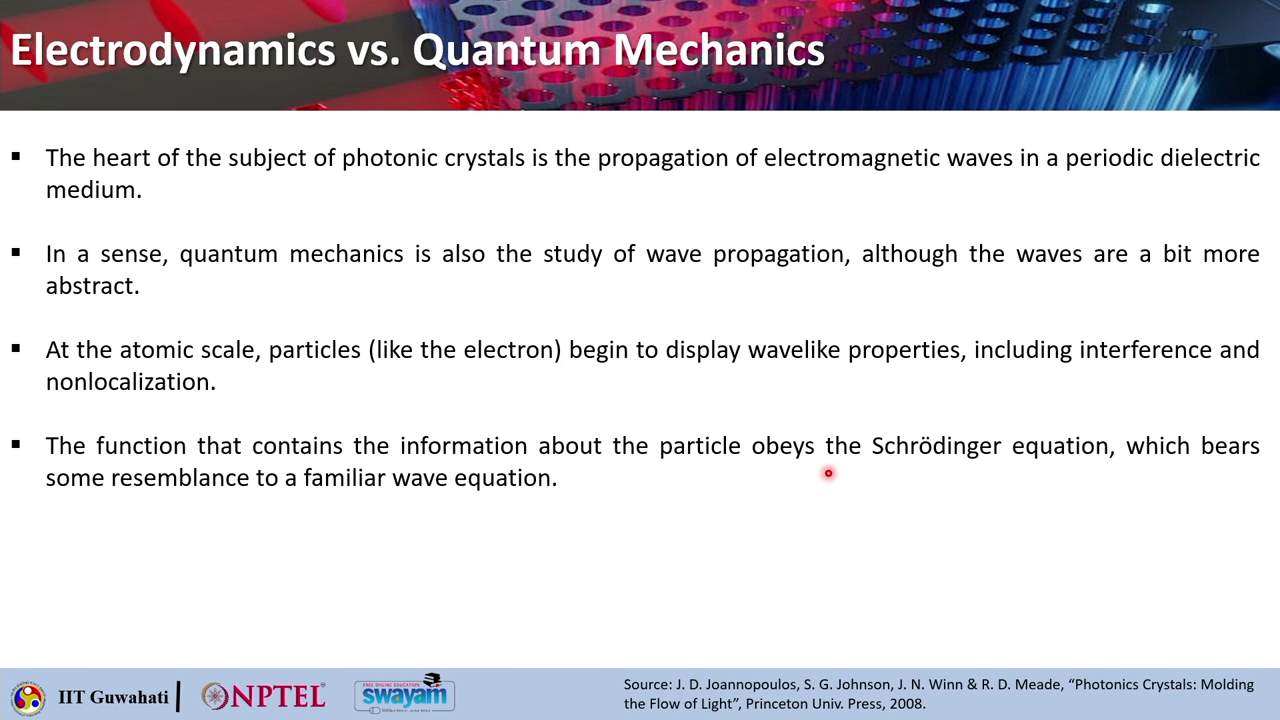 Electrodynamics vs. Quantum Mechanics
▪ The heart of the subject of photonic crystals is the propagation of electromagnetic waves in a periodic dielectric
medium.
▪ In a sense, quantum mechanics is also the study of wave propagation, although the waves are a bit more
abstract.
▪ At the atomic scale, particles (like the electron) begin to display wavelike properties, including interference and
nonlocalization.
▪ The function that contains the information about the particle obeys the Schrödinger equation, which bears
some resemblance to a familiar wave equation.
IIT Guwahati
NPTEL
FREE ONLINE EDUCATION
swayam
Source: J. D. Joannopoulos, S. G. Johnson, J. N. Winn & R. D. Meade, “Photonics Crystals: Molding
the Flow of Light”, Princeton Univ. Press, 2008.